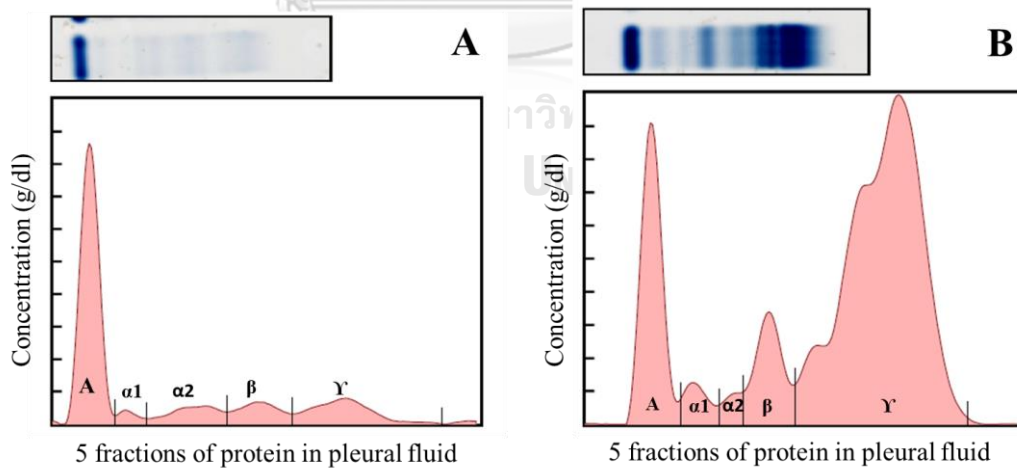 A
B
Concentration (g/dl)
A α1 α2 β ϒ
5 fractions of protein in pleural fluid
Concentration (g/dl)
A α1 α2 β ϒ
5 fractions of protein in pleural fluid